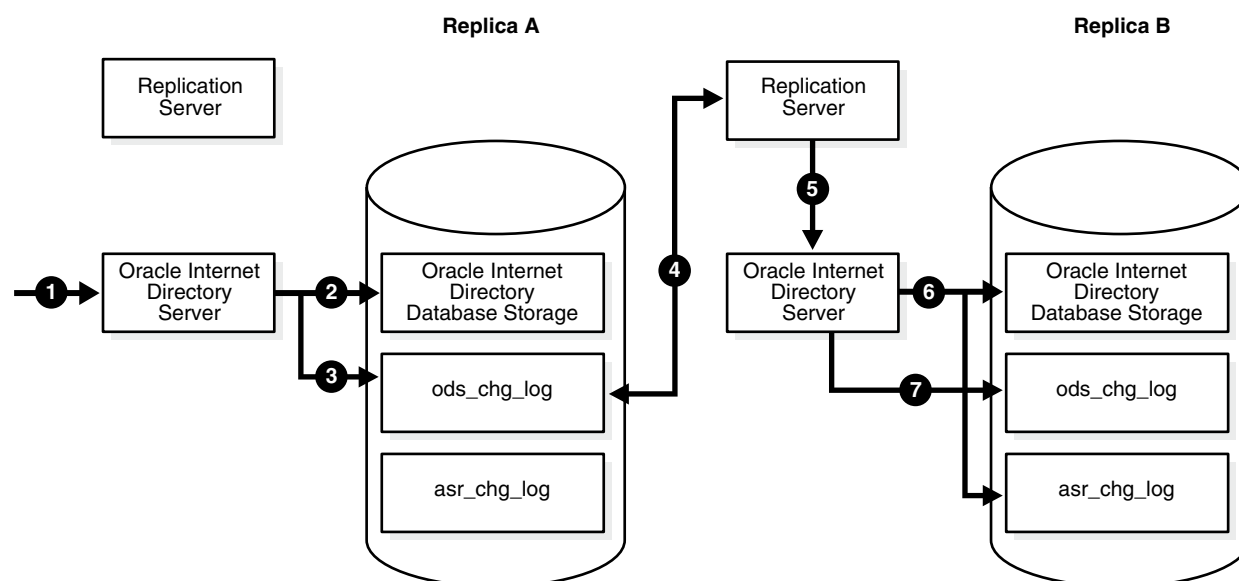 Replica A
Replica B
Replication
Server
Replication
Server
5
4
1
Oracle Internet
Directory
Server
2
Oracle Internet
Directory
Database Storage
Oracle Internet
Directory
Server
6
Oracle Internet
Directory
Database Storage
3
ods_chg_log
7
ods_chg_log
asr_chg_log
asr_chg_log